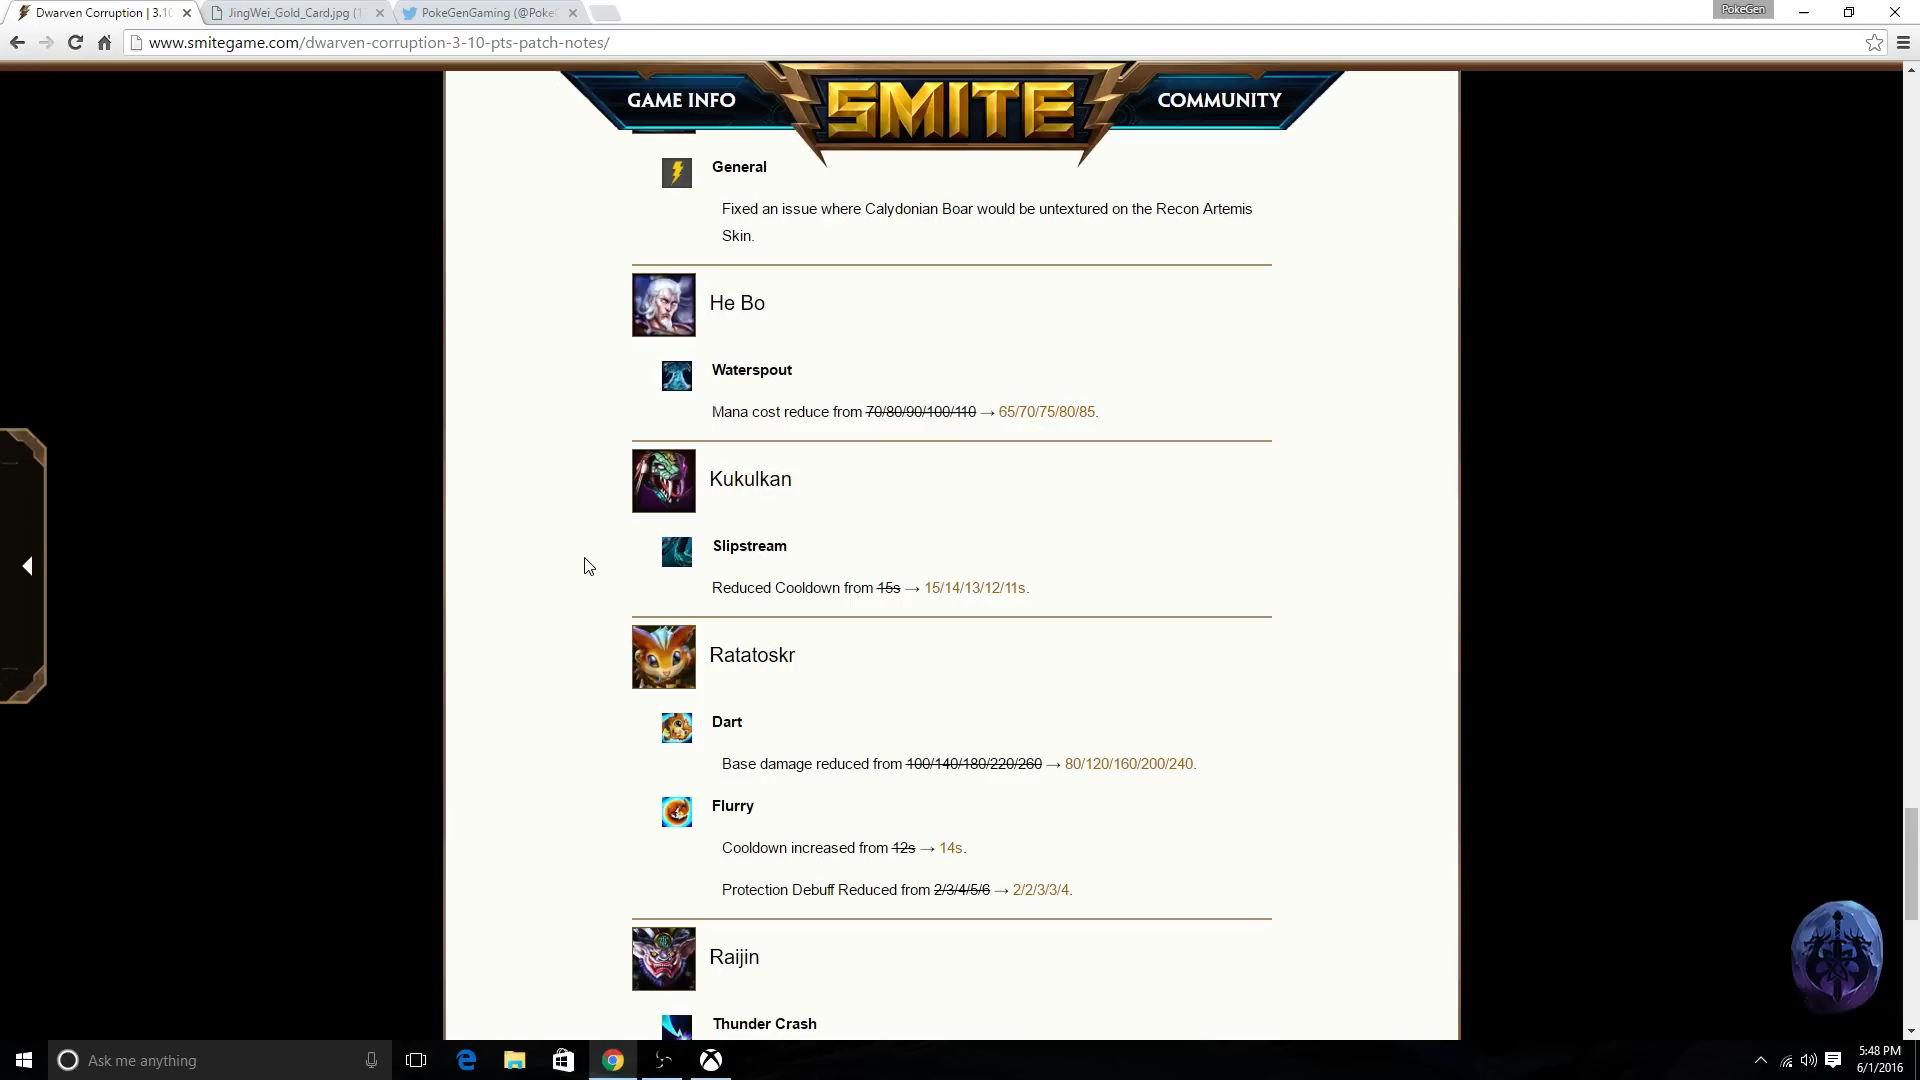 Dwarven Corruption | 3.1
JingWei_Gold_Card.jpg (1
PokeGenGaming (@Poke
PokeGen
www.smitegame.com/dwarven-corruption-3-10-pts-patch-notes/
GAME INFO
SMITE
COMMUNITY
General
Fixed an issue where Calydonian Boar would be untextured on the Recon Artemis
Skin.
He Bo
Waterspout
Mana cost reduce from 70/80/90/100/110 → 65/70/75/80/85.
Kukulkan
Slipstream
Reduced Cooldown from 15s → 15/14/13/12/11s.
Ratatoskr
Dart
Base damage reduced from 100/140/180/220/260 → 80/120/160/200/240.
Flurry
Cooldown increased from 12s → 14s.
Protection Debuff Reduced from 2/3/4/5/6 → 2/2/3/3/4.
Raijin
Thunder Crash
Ask me anything
5:48 PM
6/1/2016